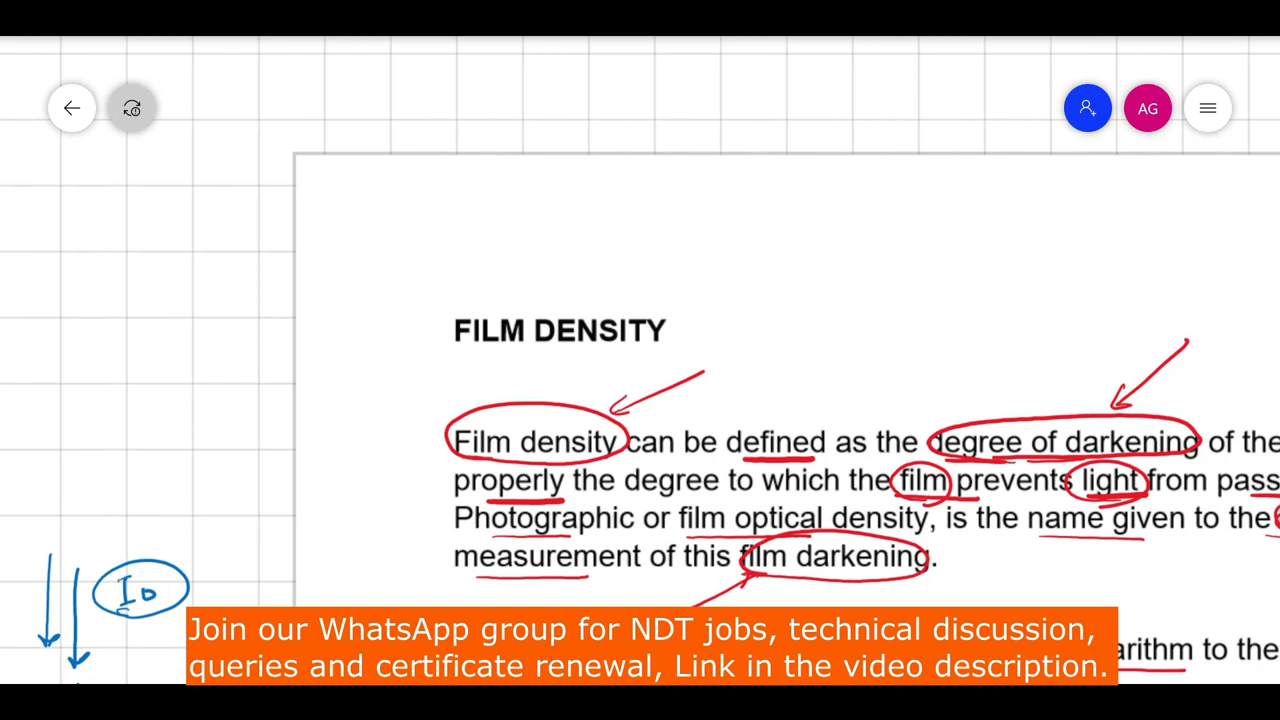 AG
FILM DENSITY
Film density can be defined as the degree of darkening of the
properly the degree to which the film prevents light from pass
Photographic or film optical density, is the name given to the
measurement of this film darkening.
Io
arithm to the
Join our WhatsApp group for NDT jobs, technical discussion,
queries and certificate renewal, Link in the video description.